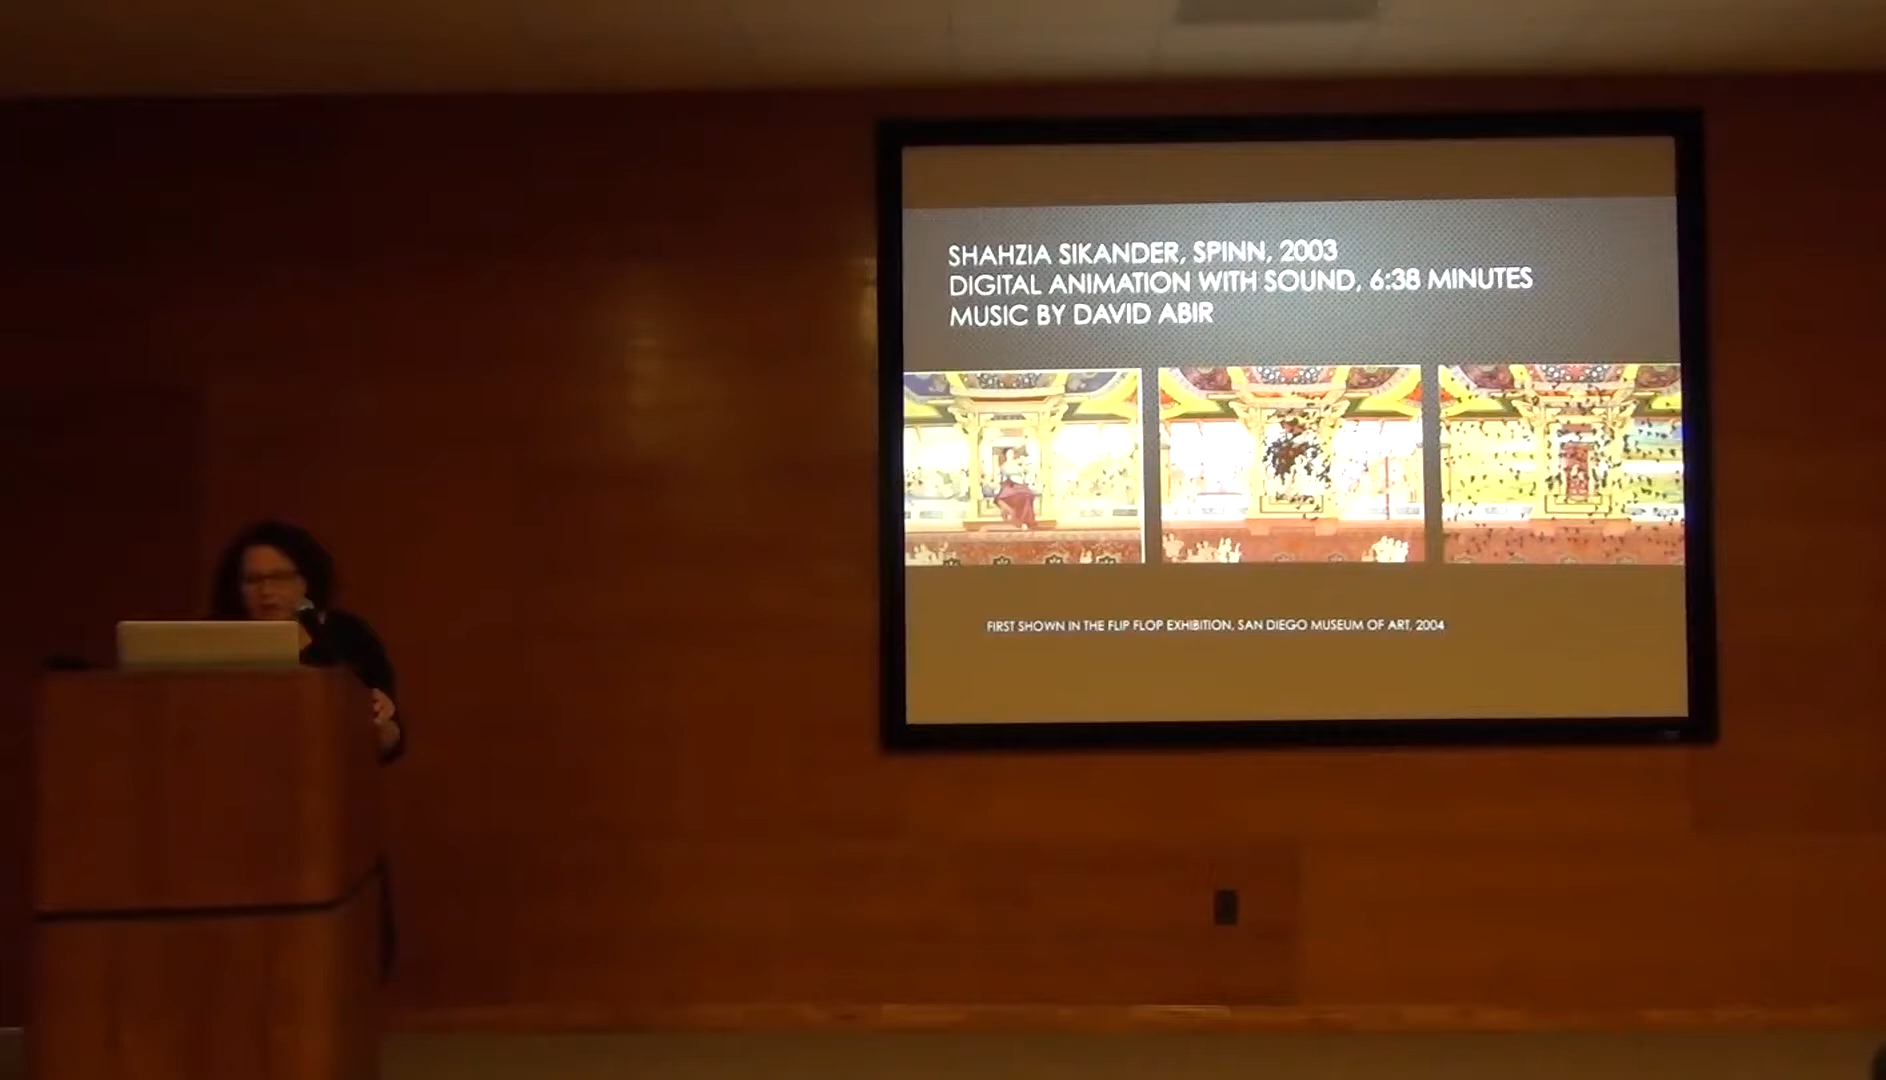 SHAHZIA SIKANDER, SPINN, 2003
DIGITAL ANIMATION WITH SOUND, 6:38 MINUTES
MUSIC BY DAVID ABIR
FIRST SHOWN IN THE FLIP FLOP EXHIBITION, SAN DIEGO MUSEUM OF ART, 2004